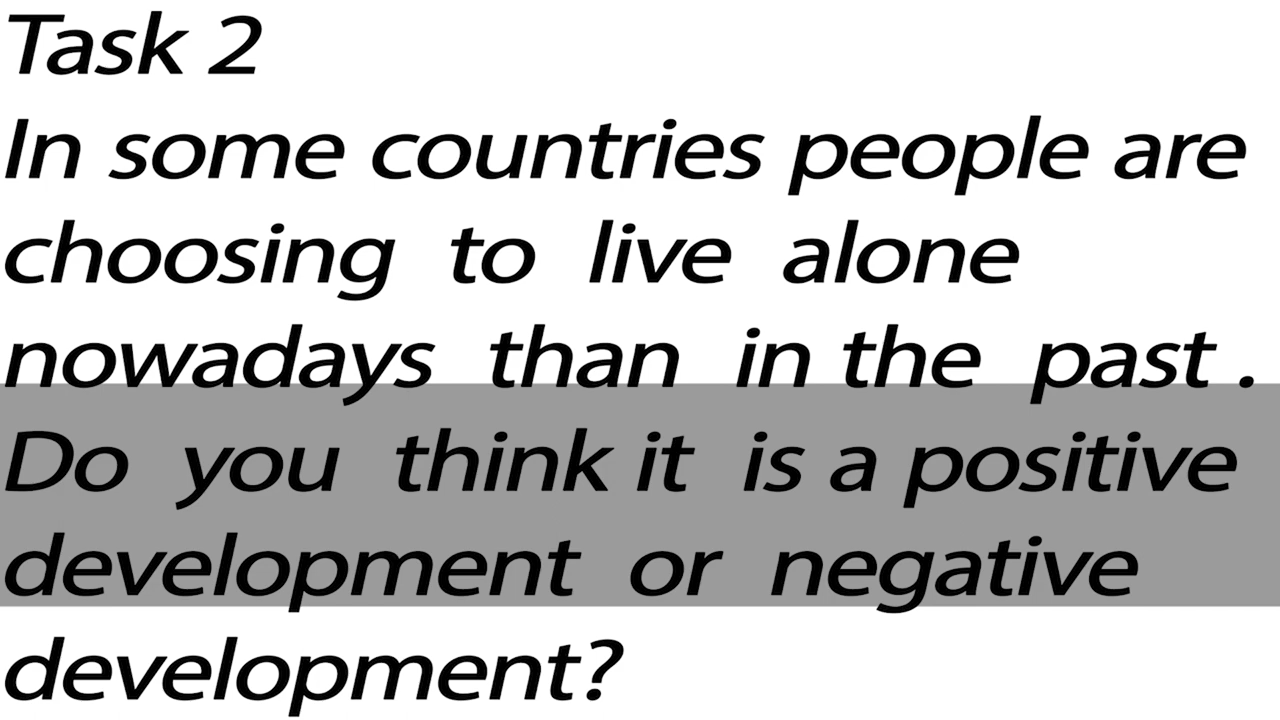 Task 2
In some countries people are
choosing to live alone
nowadays than in the past .
Do you think it is a positive
development or negative
development?